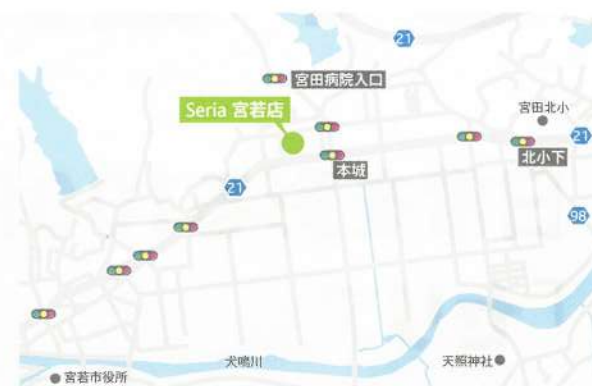 21
宮田病院入口
Seria 宮若店
宮田北小
21
本城
北小下
21
98
犬鳴川
天照神社
宮若市役所